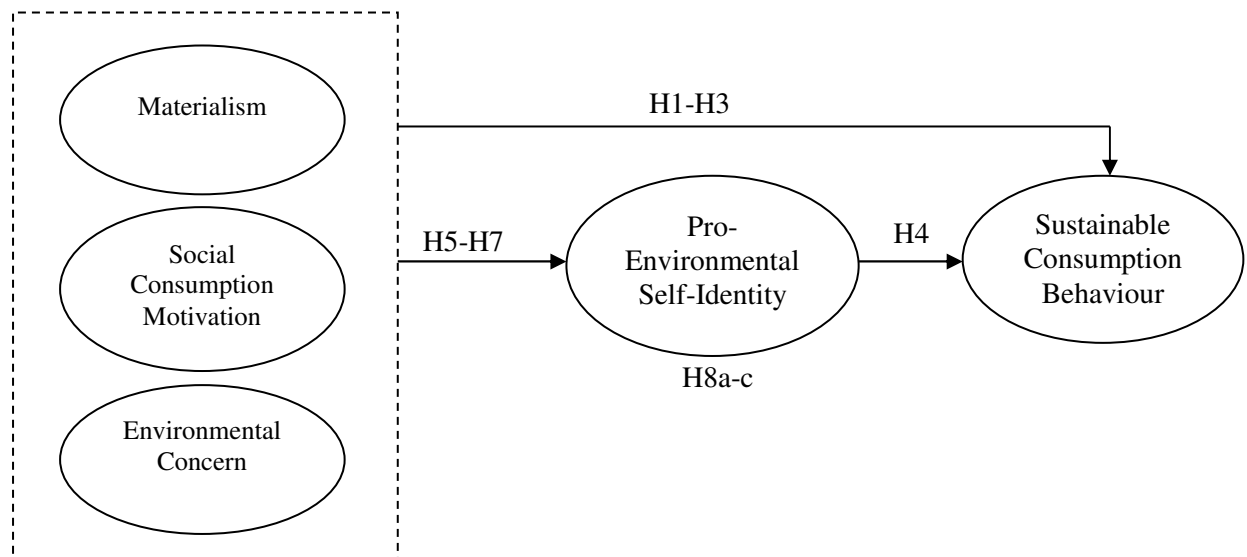 Materialism
Social
Consumption
Motivation
Environmental
Concern
H1-H3
H5-H7
Pro-
Environmental
Self-Identity
H8a-c
H4
Sustainable
Consumption
Behaviour